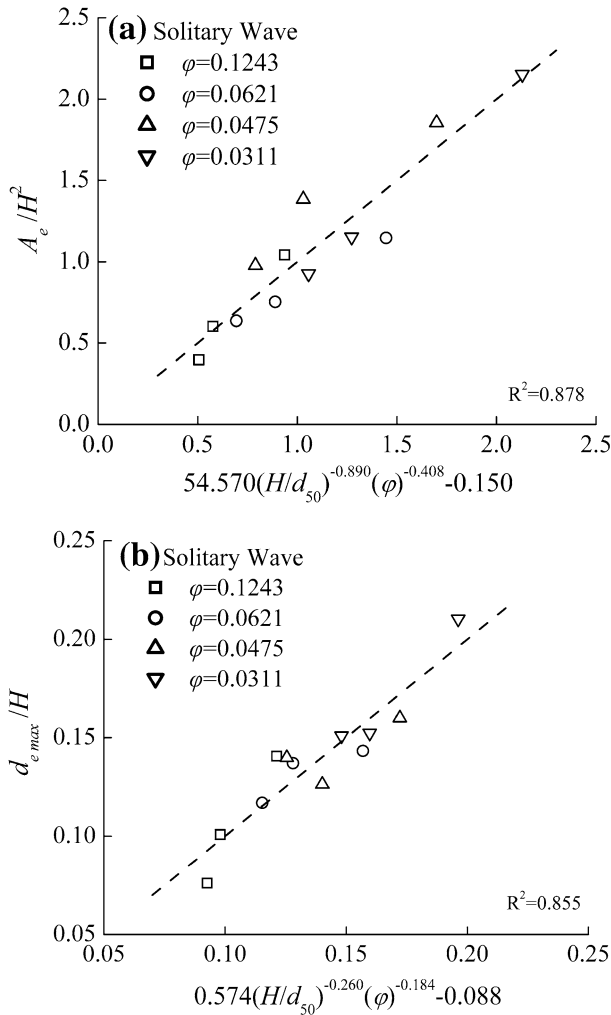 (a) Solitary Wave
φ=0.1243
φ=0.0621
φ=0.0475
φ=0.0311
A_e/H^2
2.5
2.0
1.5
1.0
0.5
0.0
R^2=0.878
0.0 0.5 1.0 1.5 2.0 2.5
54.570(H/d_50)^-0.890(φ)^-0.408-0.150
(b) Solitary Wave
φ=0.1243
φ=0.0621
φ=0.0475
φ=0.0311
d_e max/H
0.25
0.20
0.15
0.10
0.05
R^2=0.855
0.05 0.10 0.15 0.20 0.25
0.574(H/d_50)^-0.260(φ)^-0.184-0.088